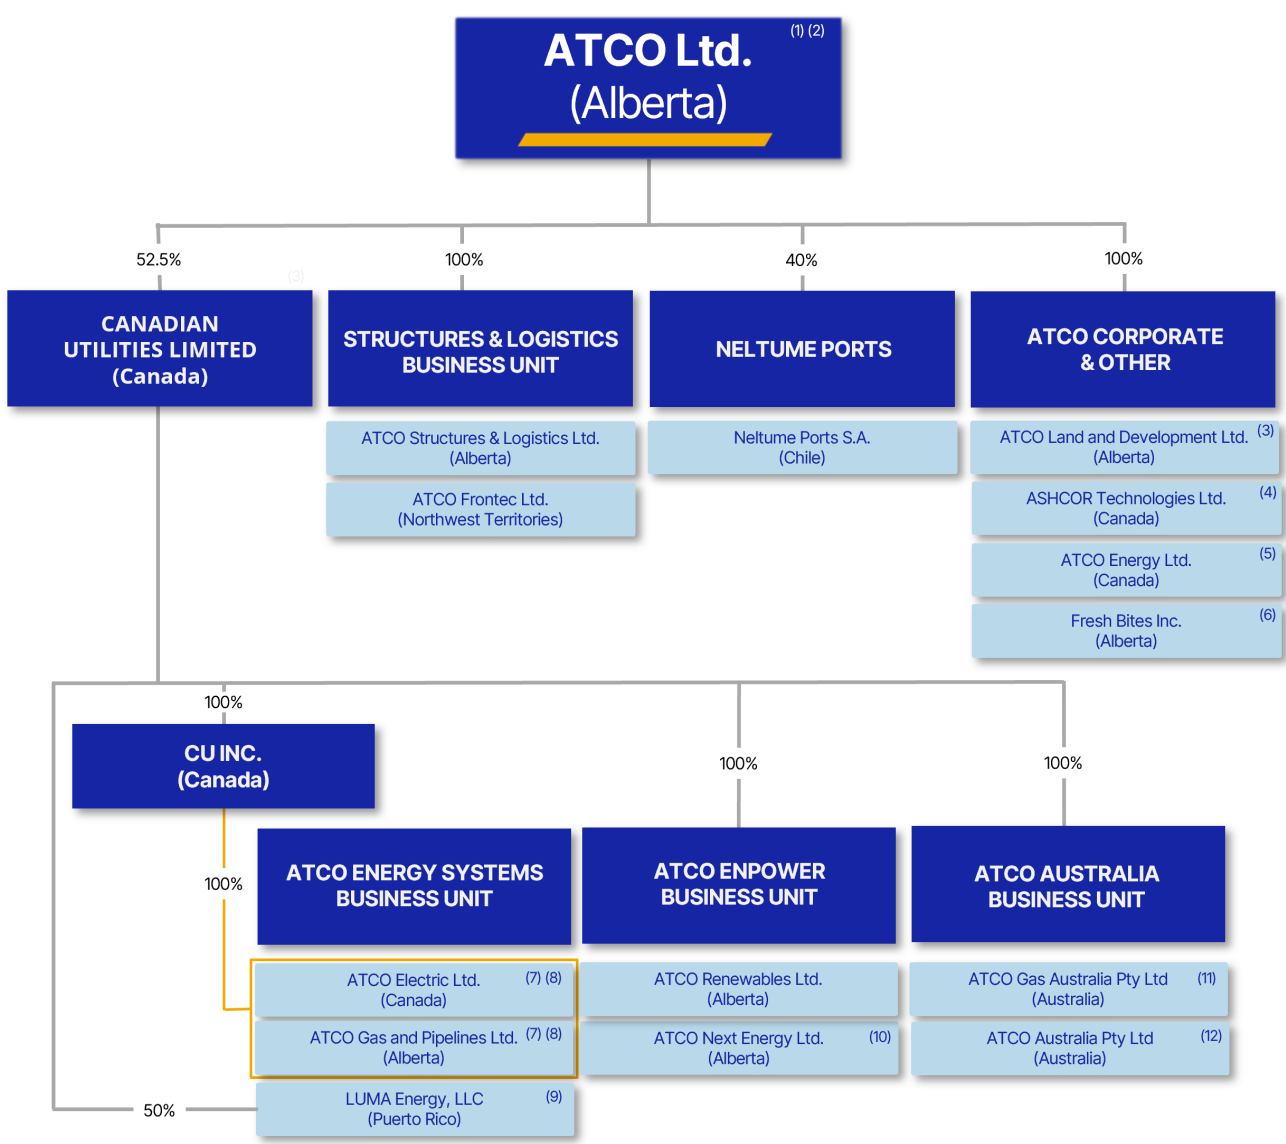 ATCO Ltd. (1) (2)
(Alberta)
52.5%
100%
40%
100%
(3)
CANADIAN
UTILITIES LIMITED
(Canada)
STRUCTURES & LOGISTICS
BUSINESS UNIT
NELTUME PORTS
ATCO CORPORATE
& OTHER
ATCO Structures & Logistics Ltd.
(Alberta)
ATCO Frontec Ltd.
(Northwest Territories)
Neltume Ports S.A.
(Chile)
ATCO Land and Development Ltd. (3)
(Alberta)
ASHCOR Technologies Ltd. (4)
(Canada)
ATCO Energy Ltd. (5)
(Canada)
Fresh Bites Inc. (6)
(Alberta)
100%
CU INC.
(Canada)
100%
100%
100%
ATCO ENERGY SYSTEMS
BUSINESS UNIT
ATCO ENPOWER
BUSINESS UNIT
ATCO AUSTRALIA
BUSINESS UNIT
ATCO Electric Ltd. (7) (8)
(Canada)
ATCO Gas and Pipelines Ltd. (7) (8)
(Alberta)
LUMA Energy, LLC (9)
(Puerto Rico)
50%
ATCO Renewables Ltd.
(Alberta)
ATCO Next Energy Ltd. (10)
(Alberta)
ATCO Gas Australia Pty Ltd (11)
(Australia)
ATCO Australia Pty Ltd (12)
(Australia)